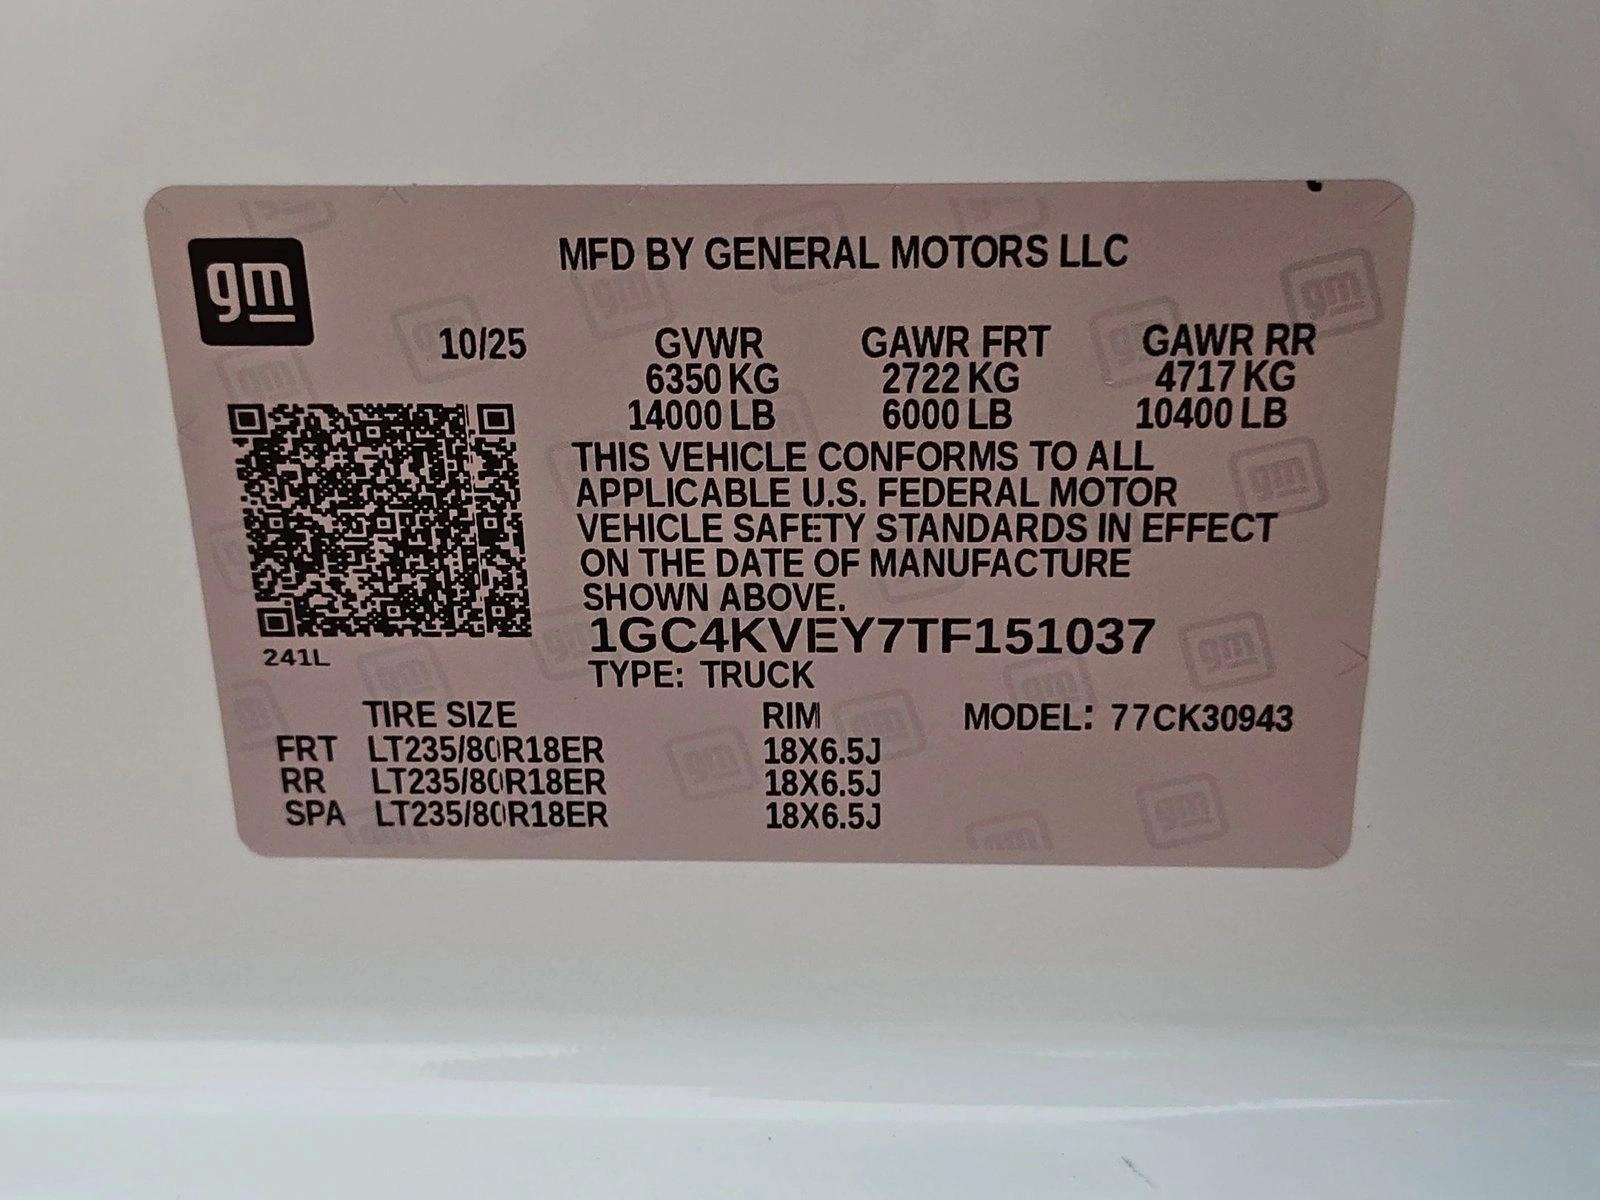 gm
MFD BY GENERAL MOTORS LLC
10/25 GVWR GAWR FRT GAWR RR
6350 KG 2722 KG 4717 KG
14000 LB 6000 LB 10400 LB
THIS VEHICLE CONFORMS TO ALL
APPLICABLE U.S. FEDERAL MOTOR
VEHICLE SAFETY STANDARDS IN EFFECT
ON THE DATE OF MANUFACTURE
SHOWN ABOVE.
1GC4KVEY7TF151037
241L
TYPE: TRUCK
TIRE SIZE RIM MODEL: 77CK30943
FRT LT235/80R18ER 18X6.5J
RR LT235/80R18ER 18X6.5J
SPA LT235/80R18ER 18X6.5J